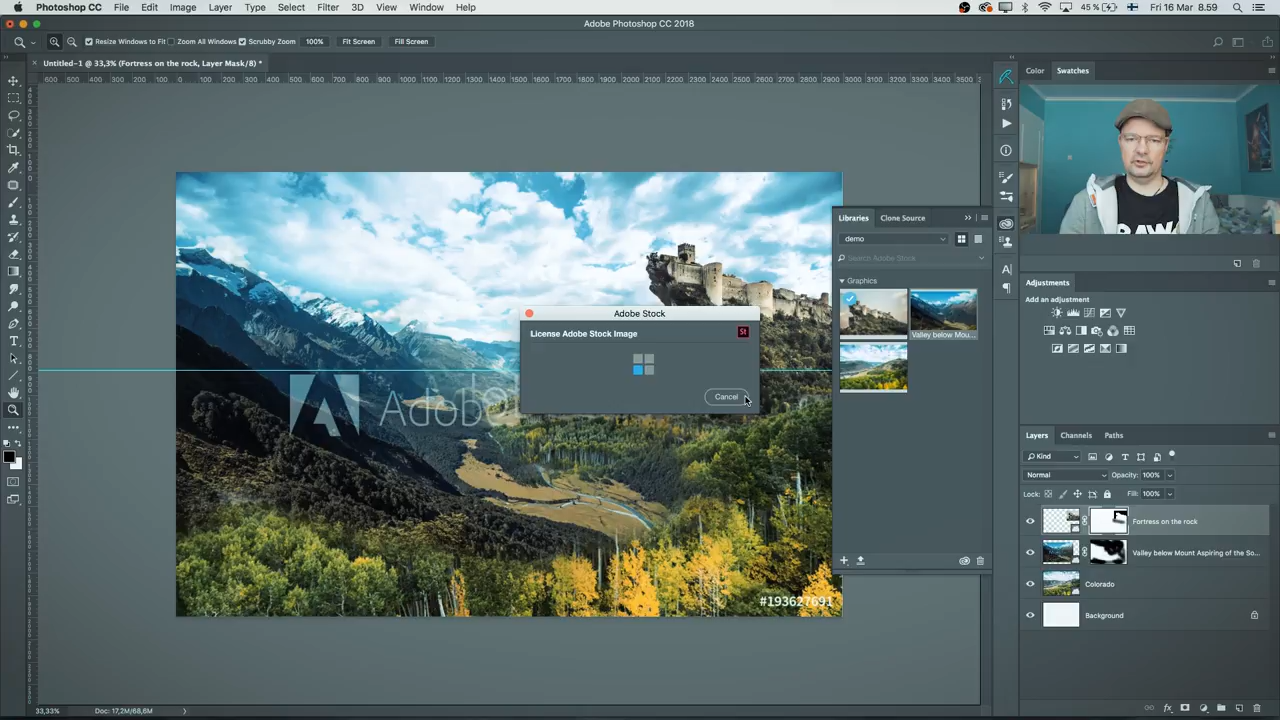 Photoshop CC File Edit Image Layer Type Select Filter 3D View Window Help 45 % Fri 16 Mar 8.59
Adobe Photoshop CC 2018
Resize Windows to Fit Zoom All Windows Scrubby Zoom 100% Fit Screen Fill Screen
Untitled-1 @ 33,3% (Fortress on the rock, Layer Mask/8) *
Color Swatches
RAW
Libraries Clone Source
demo
Search Adobe Stock
Graphics
Valley below Mou...
Adobe Stock
License Adobe Stock Image St
Cancel
Adobe
#193627691
Adjustments
Add an adjustment
Layers Channels Paths
Kind
Normal Opacity: 100%
Lock: Fill: 100%
Fortress on the rock
Valley below Mount Aspiring of the So...
Colorado
Background
33,33% Doc: 17,2M/68,6M